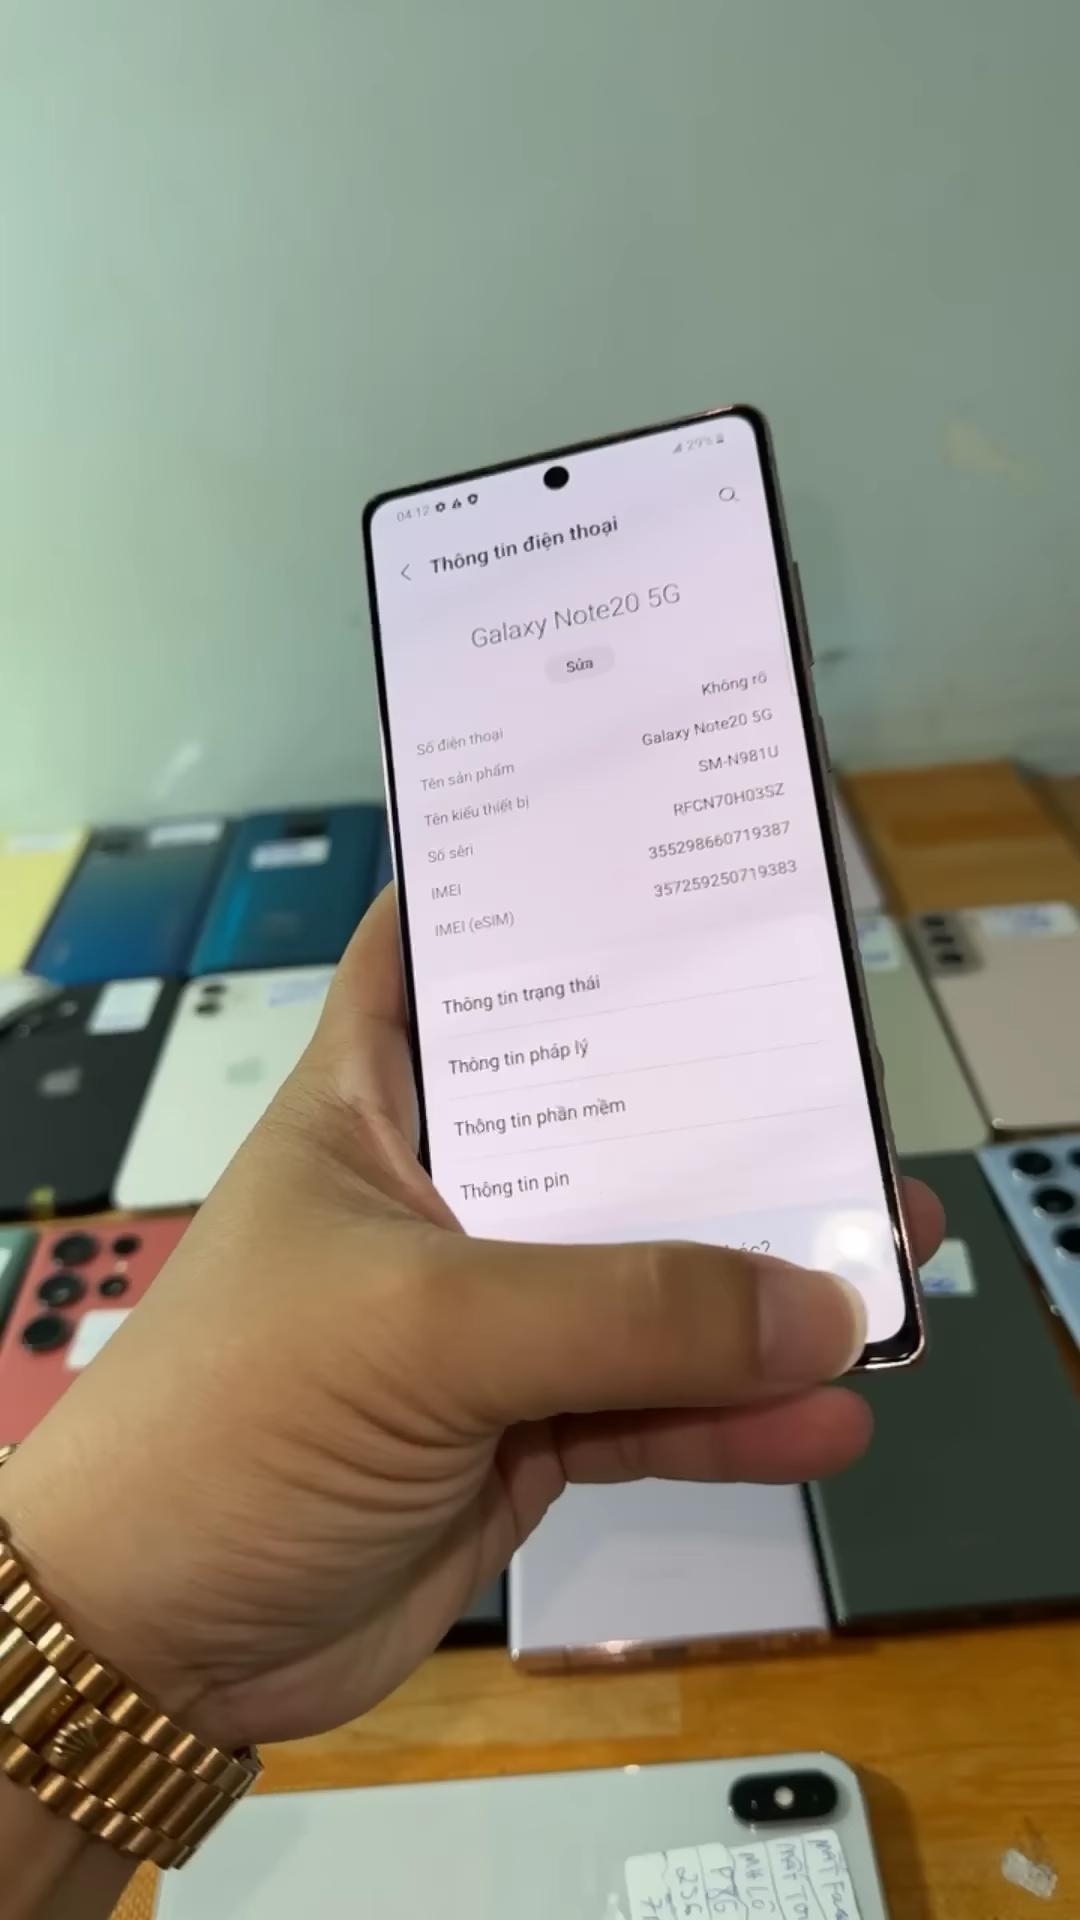 04:12
29%
Thông tin điện thoại
Galaxy Note20 5G
Sửa
Số điện thoại Không rõ
Tên sản phẩm Galaxy Note20 5G
Tên kiểu thiết bị SM-N981U
Số sêri RFCN70H03SZ
IMEI 355298660719387
IMEI (eSIM) 357259250719383
Thông tin trạng thái
Thông tin pháp lý
Thông tin phần mềm
Thông tin pin